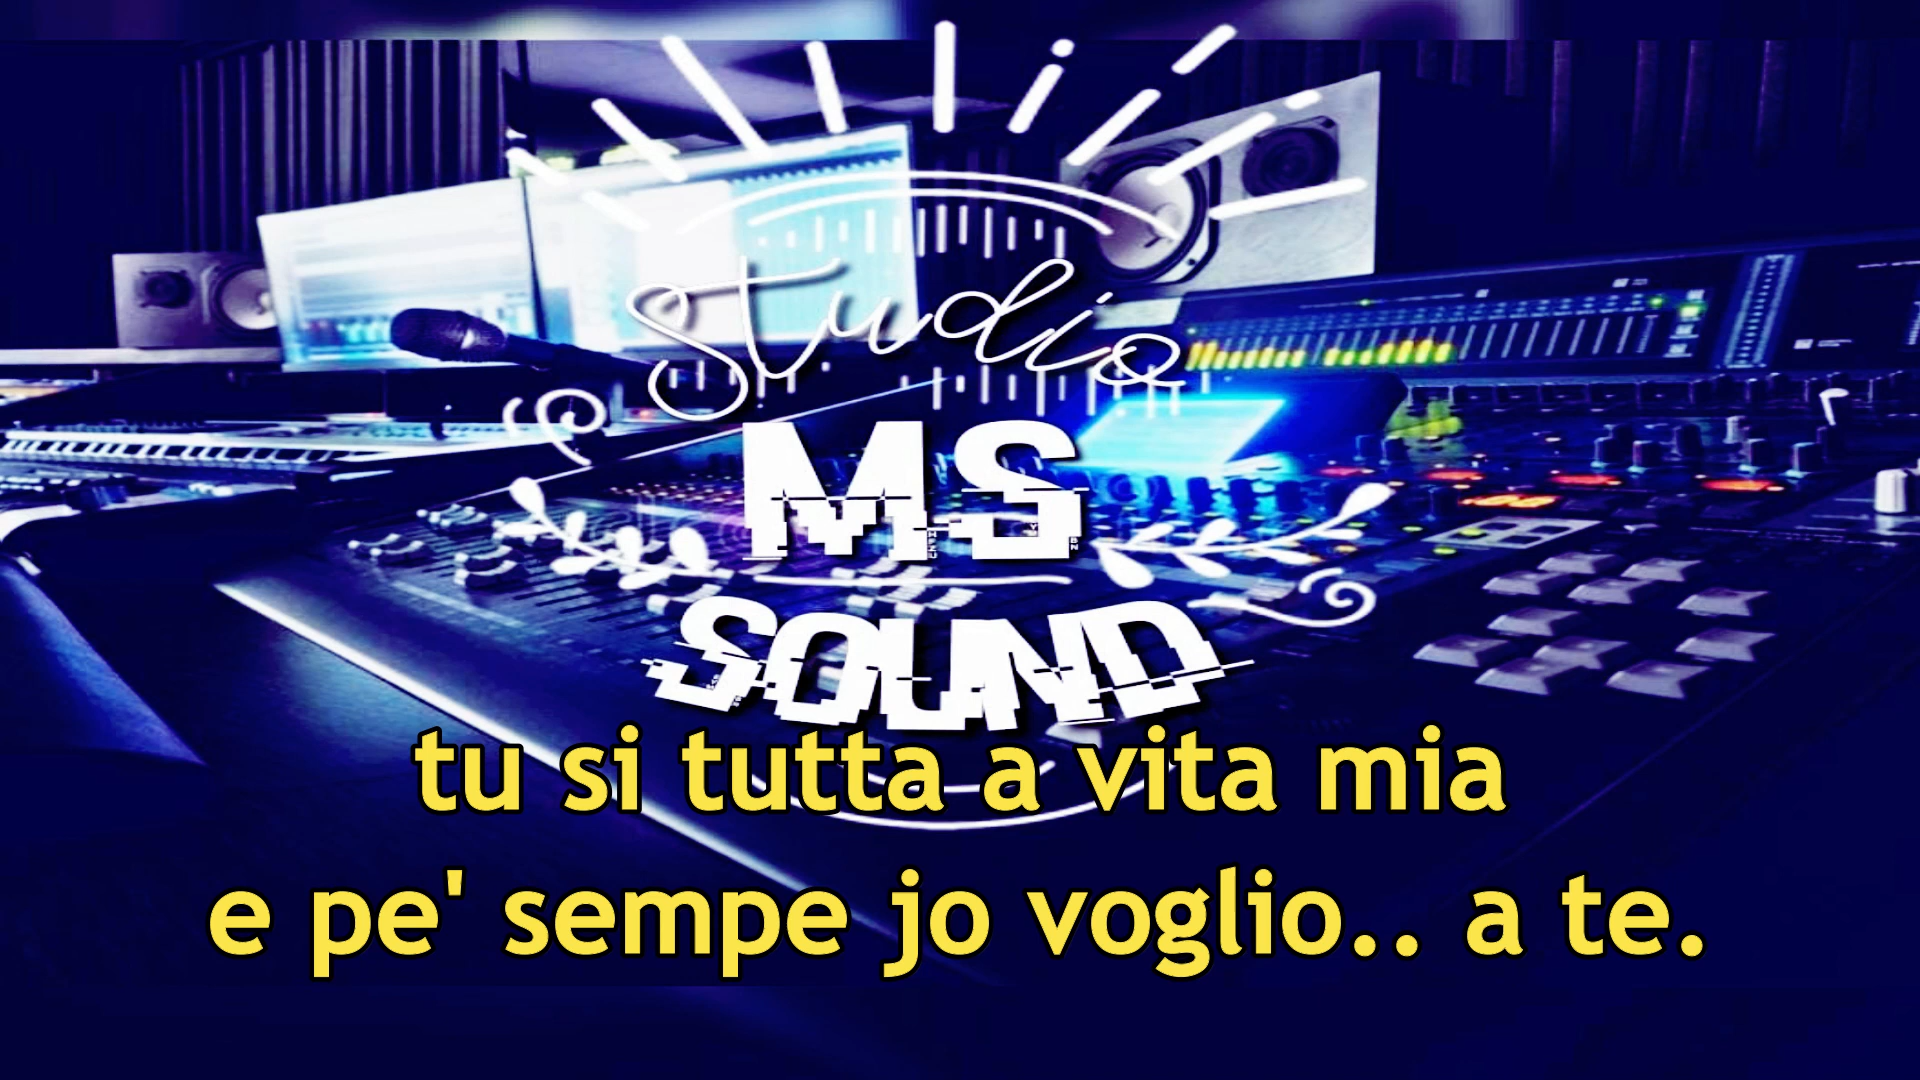 Studio
MS
SOUND
tu si tutta a vita mia
e pe' sempe jo voglio.. a te.